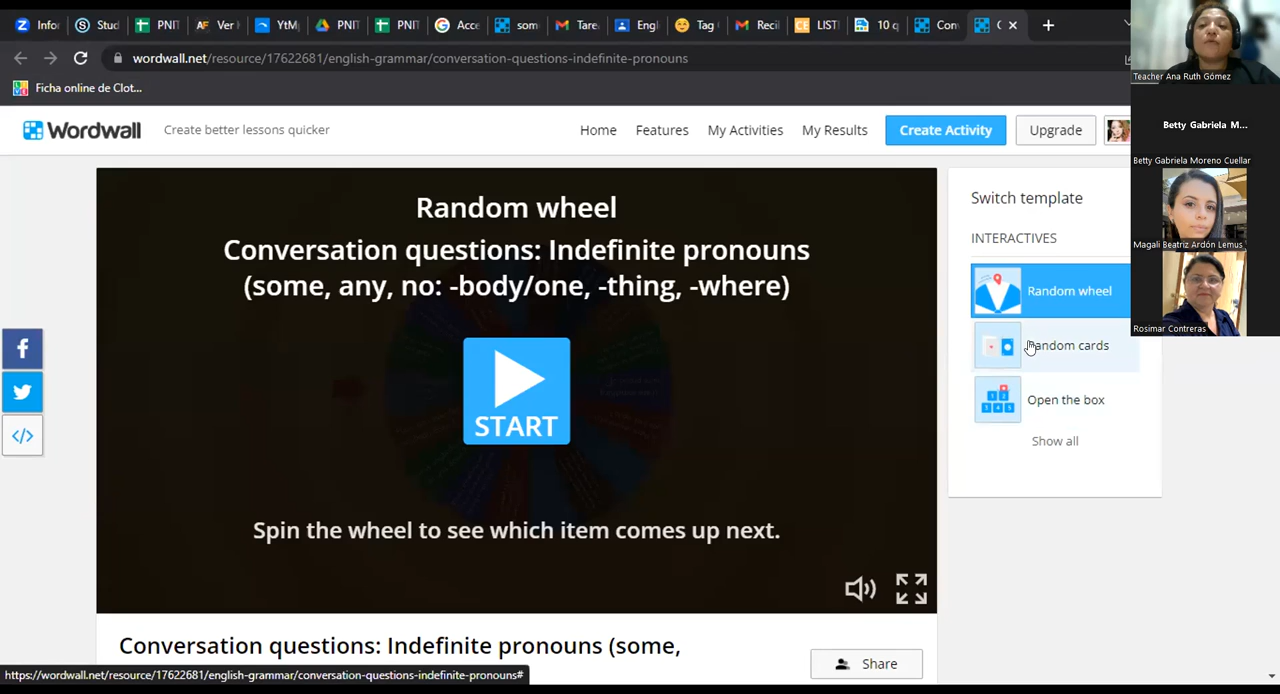 Infor
Stud
PNIT
Ver
YtMp
PNIT
PNIT
Acce
som
Tarea
Engl
Tag
Recil
LIST
10 q
Con
wordwall.net/resource/17622681/english-grammar/conversation-questions-indefinite-pronouns
Ficha online de Clot...
Wordwall
Create better lessons quicker
Home
Features
My Activities
My Results
Create Activity
Upgrade
Random wheel
Conversation questions: Indefinite pronouns
(some, any, no: -body/one, -thing, -where)
START
Spin the wheel to see which item comes up next.
Switch template
INTERACTIVES
Random wheel
Random cards
Open the box
Show all
Conversation questions: Indefinite pronouns (some,
Share
https://wordwall.net/resource/17622681/english-grammar/conversation-questions-indefinite-pronouns#
Teacher Ana Ruth Gómez
Betty Gabriela M...
Betty Gabriela Moreno Cuellar
Magali Beatriz Ardón Lemus
Rosimar Contreras